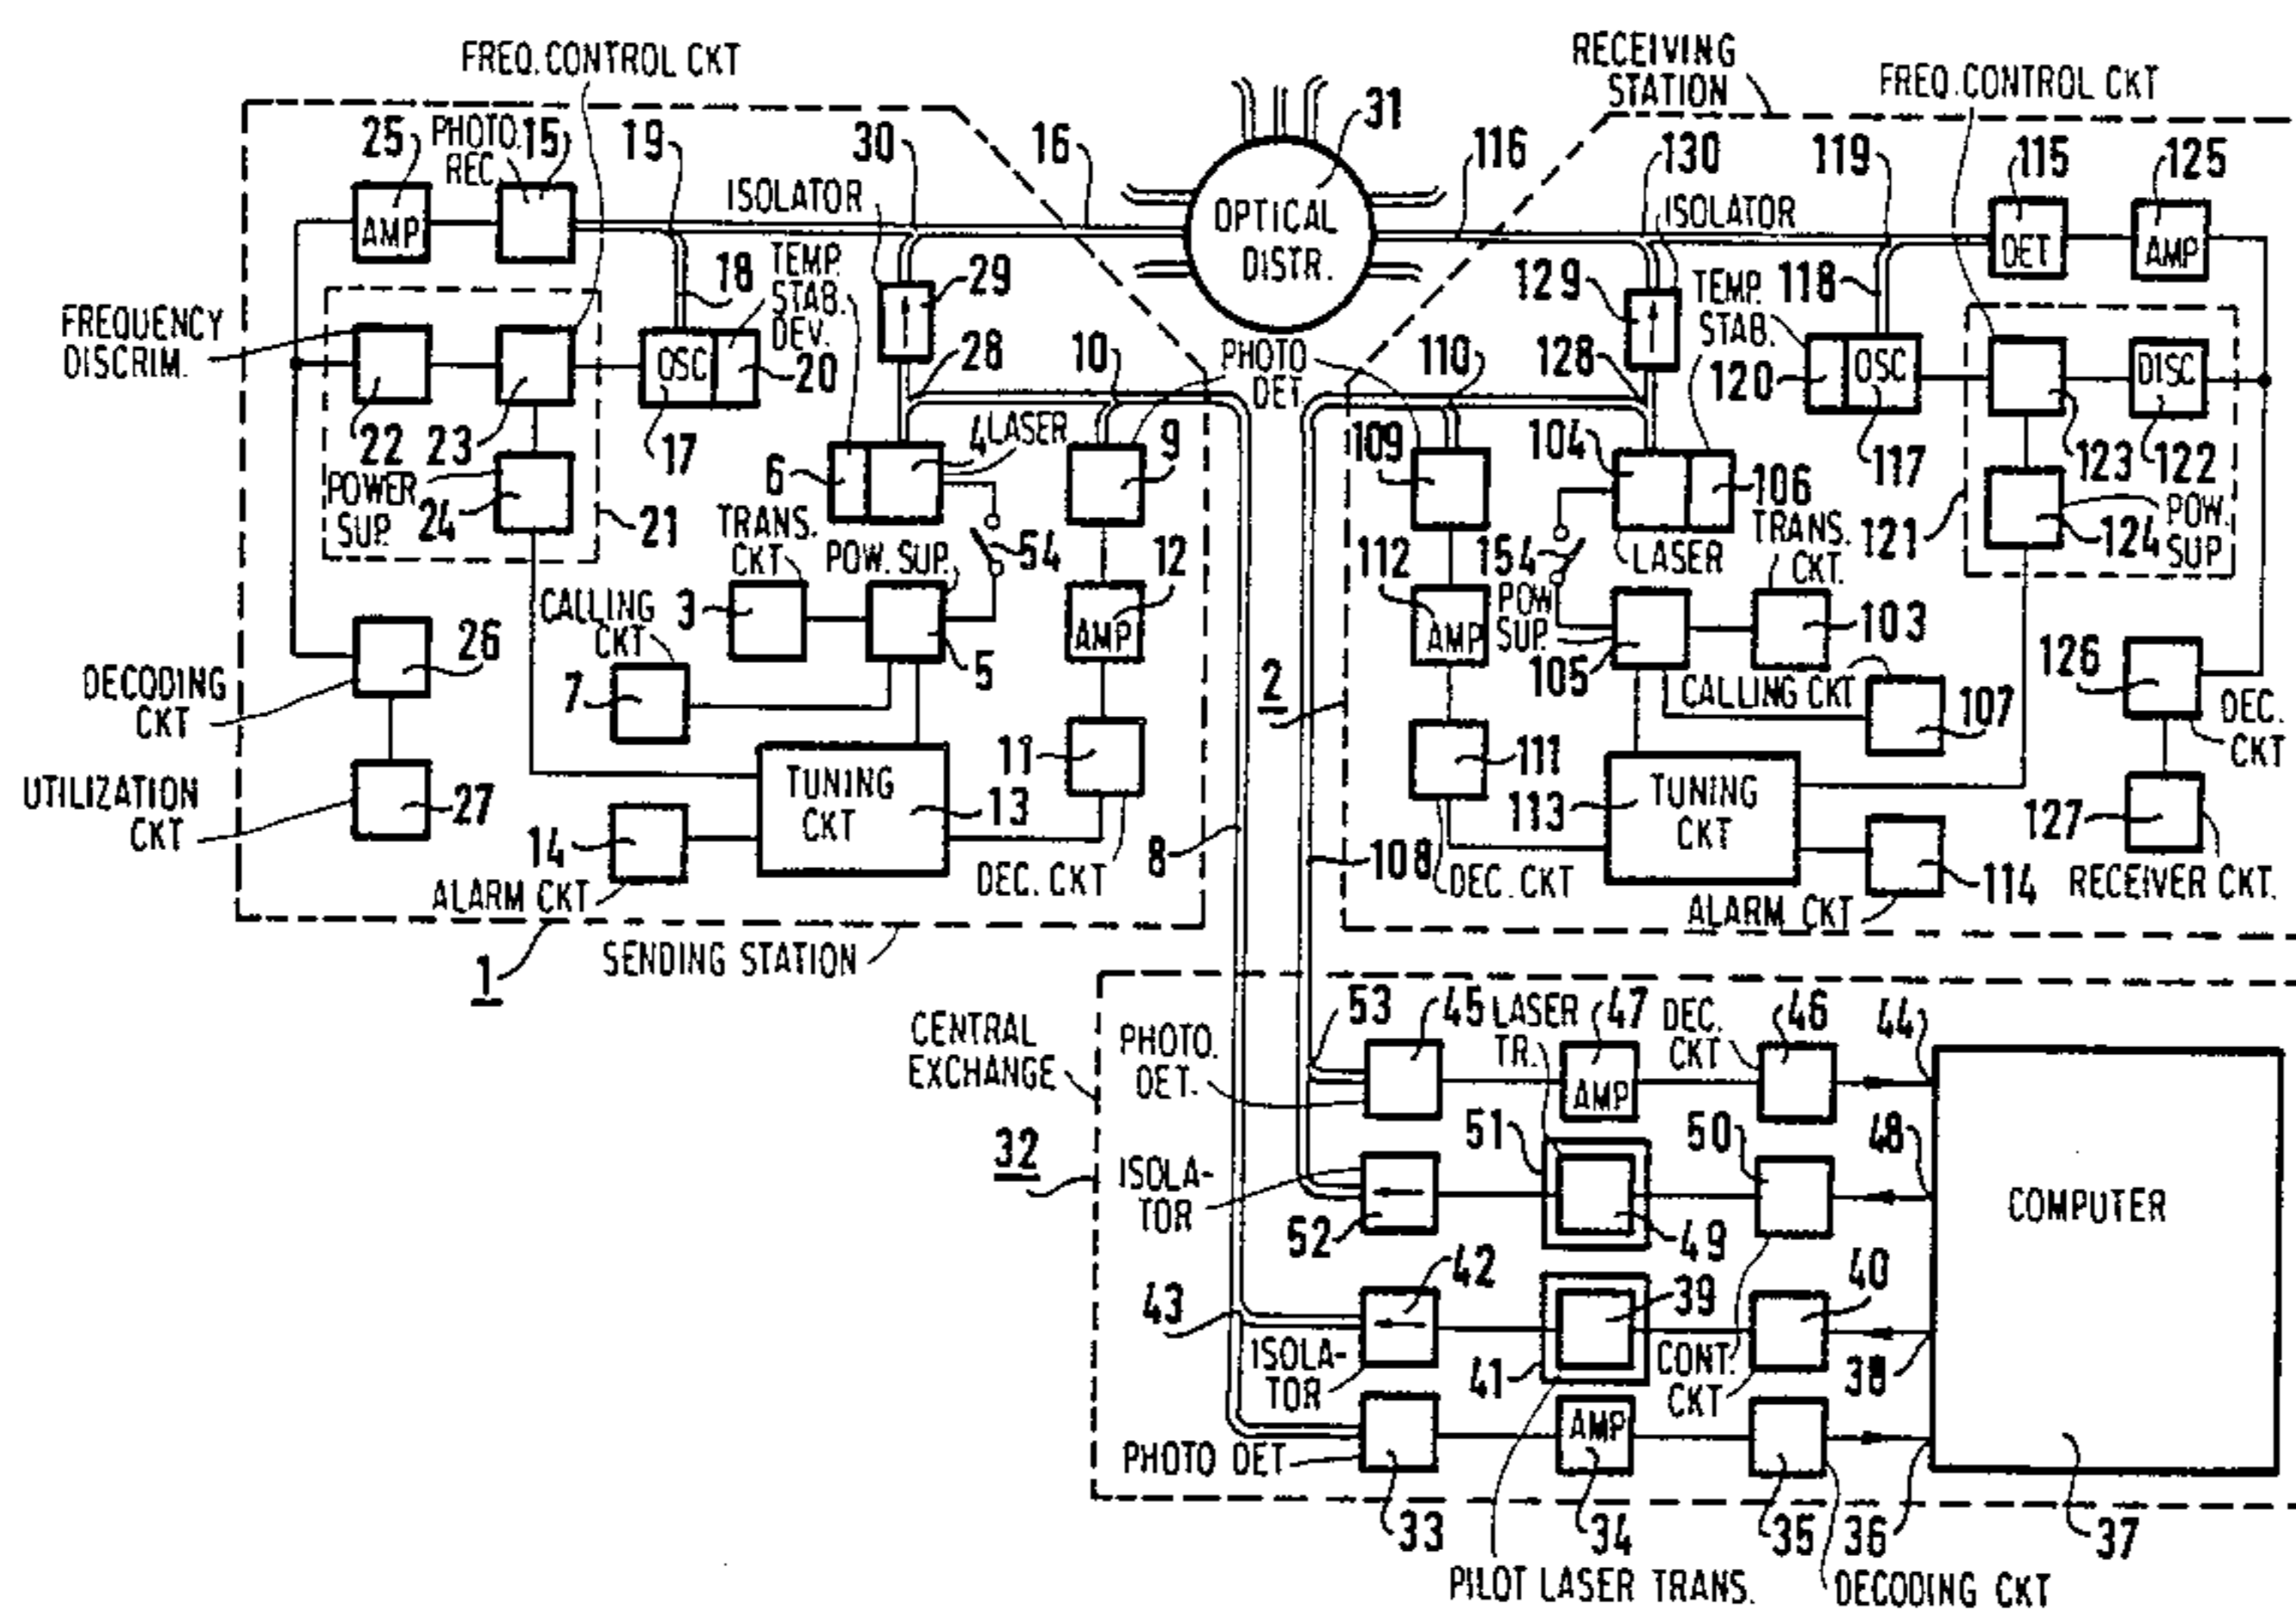 FREQ. CONTROL CKT
RECEIVING
STATION
FREQ. CONTROL CKT
25
PHOTO.
REC.
15
19
30
16
31
116
130
119
115
125
AMP
ISOLATOR
OPTICAL
DISTR.
ISOLATOR
DET
AMP
FREQUENCY
DISCRIM.
18
TEMP.
STAB.
DEV.
29
129
TEMP.
STAB.
118
22
23
OSC
20
17
28
10
PHOTO
DET
110
128
120
OSC
117
DISC
123
122
POWER
SUP.
24
21
6
4
LASER
9
109
104
106
LASER
121
124
POW.
SUP
TRANS.
CKT
POW. SUP.
54
3
5
12
AMP
112
AMP
154
POW
SUP.
105
TRANS.
CKT.
103
CALLING
CKT
7
26
DECODING
CKT
UTILIZATION
CKT
27
TUNING
CKT
13
11
14
ALARM CKT
DEC. CKT
8
2
108
111
DEC. CKT
113
TUNING
CKT
CALLING CKT
107
126
DEC.
CKT
127
RECEIVER CKT.
114
ALARM CKT
1
SENDING STATION
CENTRAL
EXCHANGE
32
PHOTO.
DET.
53
45
LASER
TR.
47
AMP
DEC.
CKT
46
44
ISOLA-
TOR
52
51
49
50
48
COMPUTER
43
42
ISOLA-
TOR
41
39
CONT.
CKT
40
38
PHOTO DET
33
AMP
34
35
36
37
PILOT LASER TRANS.
DECODING CKT